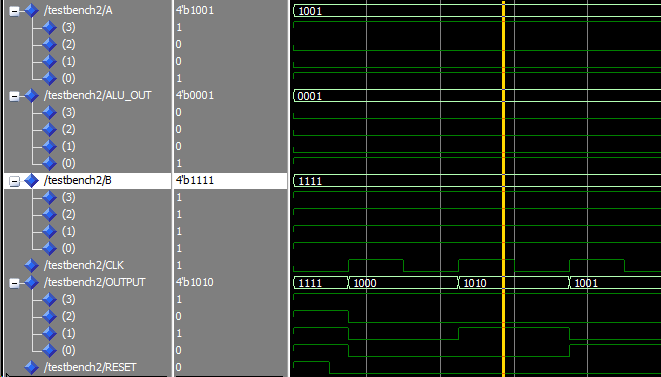 /testbench2/A 4'b1001 1001
(3) 1
(2) 0
(1) 0
(0) 1
/testbench2/ALU_OUT 4'b0001 0001
(3) 0
(2) 0
(1) 0
(0) 1
/testbench2/B 4'b1111 1111
(3) 1
(2) 1
(1) 1
(0) 1
/testbench2/CLK 1
/testbench2/OUTPUT 4'b1010 1111 1000 1010 1001
(3) 1
(2) 0
(1) 1
(0) 0
/testbench2/RESET 0